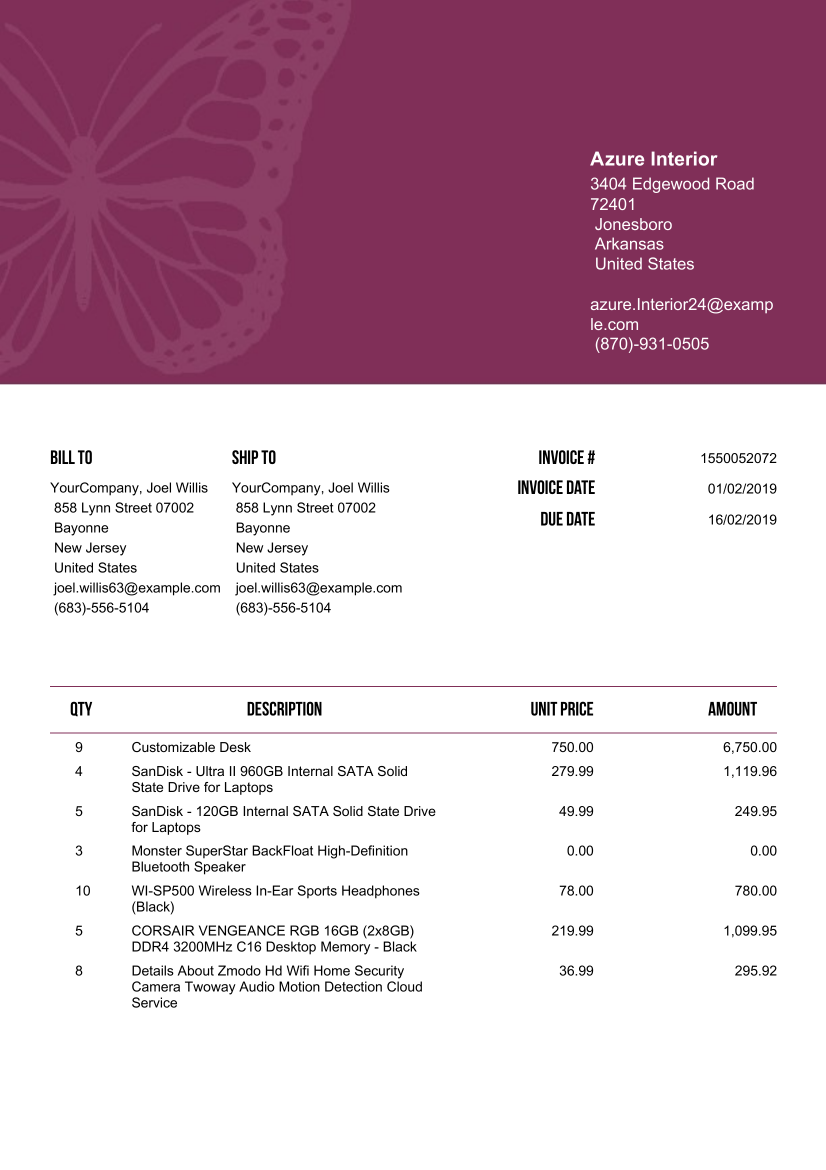 Azure Interior
3404 Edgewood Road
72401
Jonesboro
Arkansas
United States
azure.Interior24@examp
le.com
(870)-931-0505
BILL TO
YourCompany, Joel Willis
858 Lynn Street 07002
Bayonne
New Jersey
United States
joel.willis63@example.com
(683)-556-5104
SHIP TO
YourCompany, Joel Willis
858 Lynn Street 07002
Bayonne
New Jersey
United States
joel.willis63@example.com
(683)-556-5104
INVOICE # 1550052072
INVOICE DATE 01/02/2019
DUE DATE 16/02/2019
QTY DESCRIPTION UNIT PRICE AMOUNT
9 Customizable Desk 750.00 6,750.00
4 SanDisk - Ultra II 960GB Internal SATA Solid 279.99 1,119.96
State Drive for Laptops
5 SanDisk - 120GB Internal SATA Solid State Drive 49.99 249.95
for Laptops
3 Monster SuperStar BackFloat High-Definition 0.00 0.00
Bluetooth Speaker
10 WI-SP500 Wireless In-Ear Sports Headphones 78.00 780.00
(Black)
5 CORSAIR VENGEANCE RGB 16GB (2x8GB) 219.99 1,099.95
DDR4 3200MHz C16 Desktop Memory - Black
8 Details About Zmodo Hd Wifi Home Security 36.99 295.92
Camera Twoway Audio Motion Detection Cloud
Service